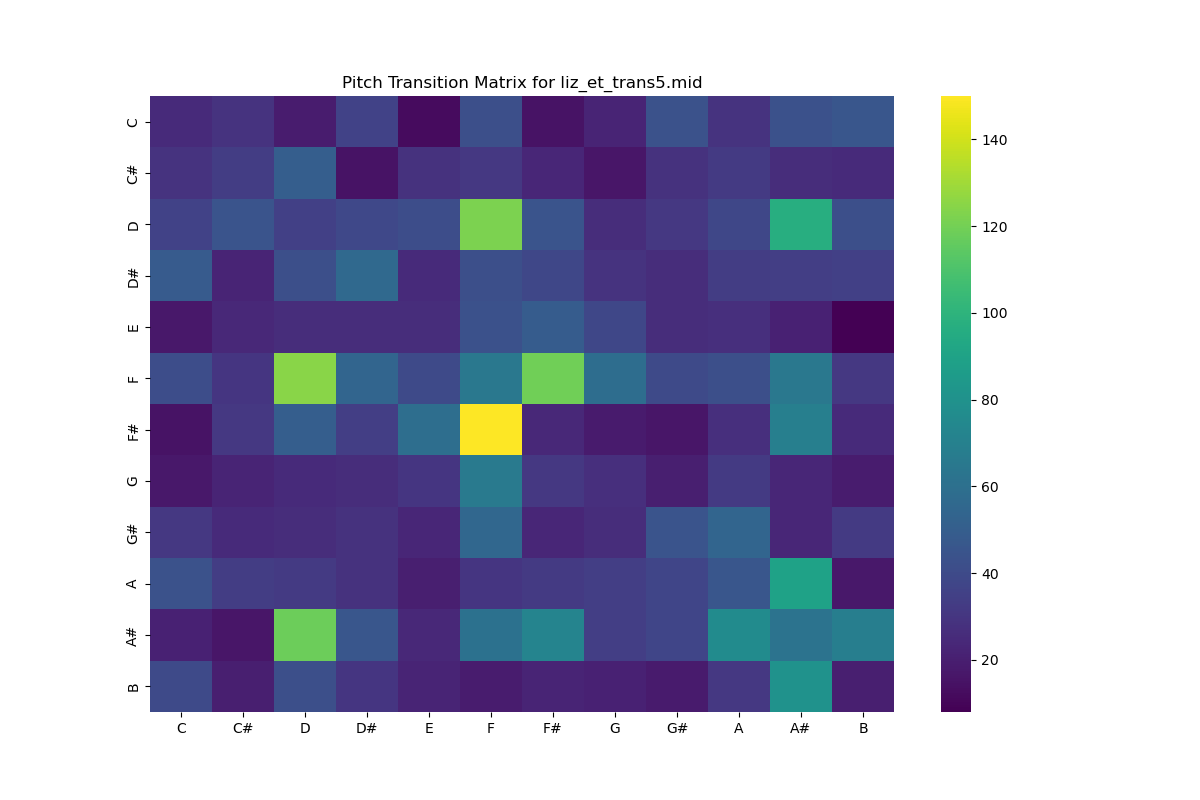 Pitch Transition Matrix for liz_et_trans5.mid
C
C#
D
D#
E
F
F#
G
G#
A
A#
B
C C# D D# E F F# G G# A A# B
140
120
100
80
60
40
20